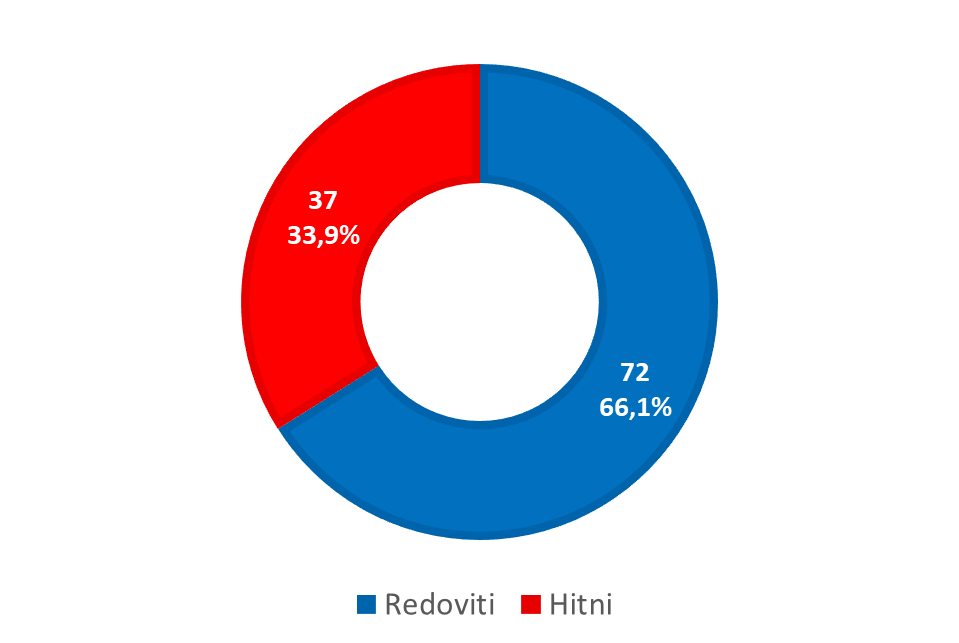 37
33,9%
72
66,1%
Redoviti Hitni